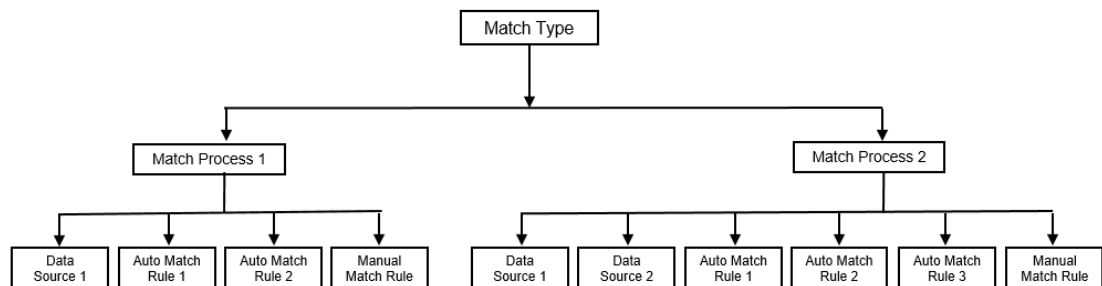 Match Type
Match Process 1
Match Process 2
Data
Source 1
Auto Match
Rule 1
Auto Match
Rule 2
Manual
Match Rule
Data
Source 1
Data
Source 2
Auto Match
Rule 1
Auto Match
Rule 2
Auto Match
Rule 3
Manual
Match Rule